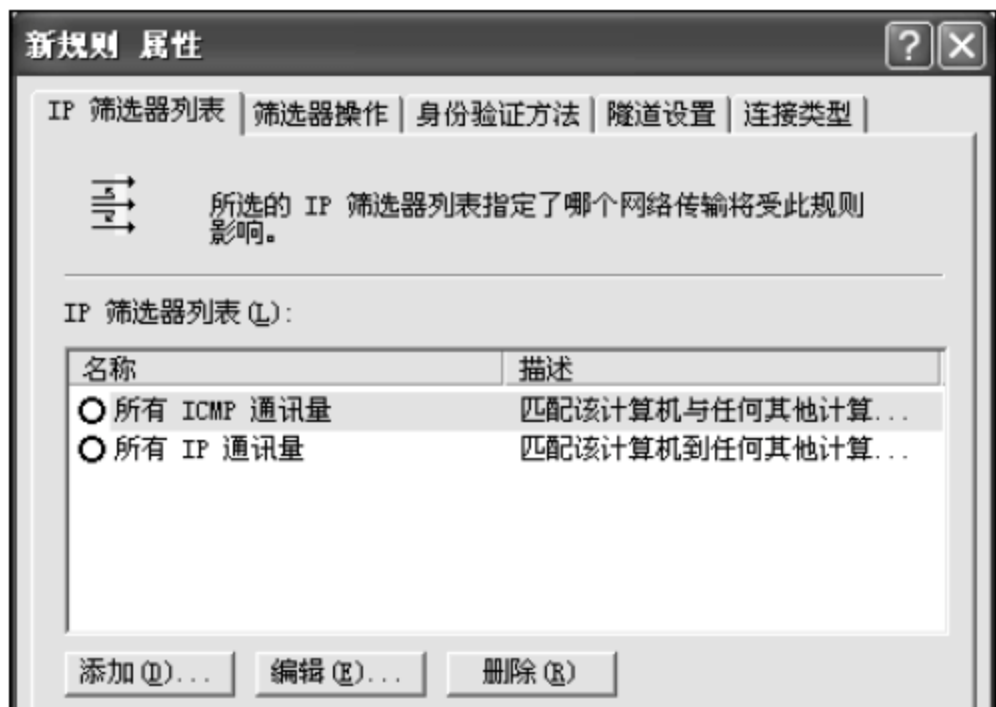 新规则 属性
IP 筛选器列表 筛选器操作 身份验证方法 隧道设置 连接类型
所选的 IP 筛选器列表指定了哪个网络传输将受此规则
影响。
IP 筛选器列表(L):
名称 描述
所有 ICMP 通讯量 匹配该计算机与任何其他计算...
所有 IP 通讯量 匹配该计算机到任何其他计算...
添加(D)... 编辑(E)... 删除(R)